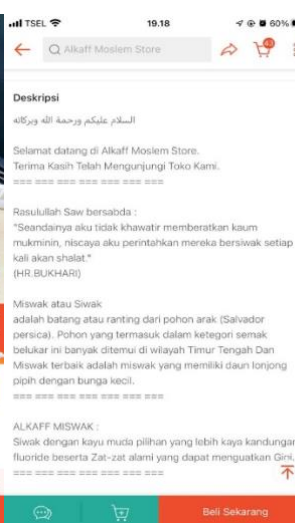 TSEL
19.18
60%
Alkaff Moslem Store
Deskripsi
السلام عليكم ورحمة الله وبركاته
Selamat datang di Alkaff Moslem Store.
Terima Kasih Telah Mengunjungi Toko Kami.
=== === === === === === ===
Rasulullah Saw bersabda :
"Seandainya aku tidak khawatir memberatkan kaum
mukminin, niscaya aku perintahkan mereka bersiwak setiap
kali akan shalat."
(HR.BUKHARI)
=== === === === === === ===
Miswak atau Siwak
adalah batang atau ranting dari pohon arak (Salvador
persica). Pohon yang termasuk dalam ketegori semak
belukar ini banyak ditemui di wilayah Timur Tengah Dan
Miswak terbaik adalah miswak yang memiliki daun lonjong
pipih dengan bunga kecil.
=== === === === === === ===
ALKAFF MISWAK :
Siwak dengan kayu muda pilihan yang lebih kaya kandungan
fluoride beserta Zat-zat alami yang dapat menguatkan Gigi.
=== === === === === === ===
Beli Sekarang